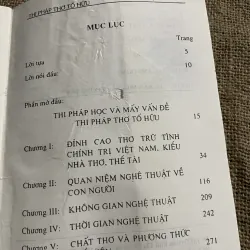 THI PHÁP THƠ TỐ HỮU
MỤC LỤC
Trang
Lời tựa 5
Lời nói đầu: 10
Phần mở đầu:
THI PHÁP HỌC VÀ MẤY VẤN ĐỀ
THI PHÁP THƠ TỐ HỮU 15
Chương I: ĐỈNH CAO THƠ TRỮ TÌNH
CHÍNH TRỊ VIỆT NAM, KIỂU
NHÀ THƠ, THỂ TÀI 34
Chương II: QUAN NIỆM NGHỆ THUẬT VỀ
CON NGƯỜI 116
Chương III: KHÔNG GIAN NGHỆ THUẬT 209
Chương IV: THỜI GIAN NGHỆ THUẬT 242
Chương V: CHẤT THƠ VÀ PHƯƠNG THỨC
271